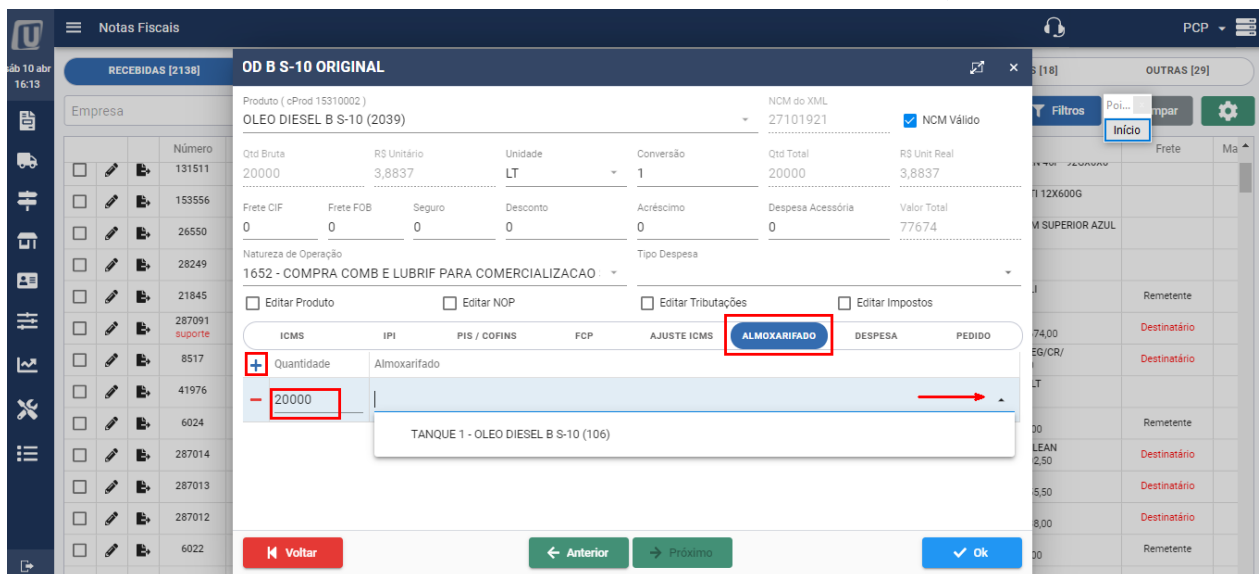 U
Notas Fiscais
PCP
sáb 10 abr
16:13
RECEBIDAS [2138]
OD B S-10 ORIGINAL
[18]
OUTRAS [29]
Empresa
Filtros
Poi...
mpar
Início
Produto ( cProd 15310002 )
NCM do XML
OLEO DIESEL B S-10 (2039)
27101921
NCM Válido
Número
Frete
Ma
Qtd Bruta
R$ Unitário
Unidade
Conversão
Qtd Total
R$ Unit Real
20000
3,8837
LT
1
20000
3,8837
131511
153556
TI 12X600G
Frete CIF
Frete FOB
Seguro
Desconto
Acréscimo
Despesa Acessória
Valor Total
0
0
0
0
0
0
77674
26550
M SUPERIOR AZUL
Natureza de Operação
Tipo Despesa
1652 - COMPRA COMB E LUBRIF PARA COMERCIALIZACAO
28249
21845
Remetente
Editar Produto
Editar NOP
Editar Tributações
Editar Impostos
287091
suporte
74,00
Destinatário
ICMS
IPI
PIS / COFINS
FCP
AJUSTE ICMS
ALMOXARIFADO
DESPESA
PEDIDO
8517
EG/CR/
Destinatário
Quantidade
Almoxarifado
41976
LT
20000
6024
00
Remetente
TANQUE 1 - OLEO DIESEL B S-10 (106)
287014
LEAN
2,50
Destinatário
287013
5,50
Destinatário
287012
8,00
Destinatário
6022
00
Remetente
Voltar
Anterior
Próximo
Ok